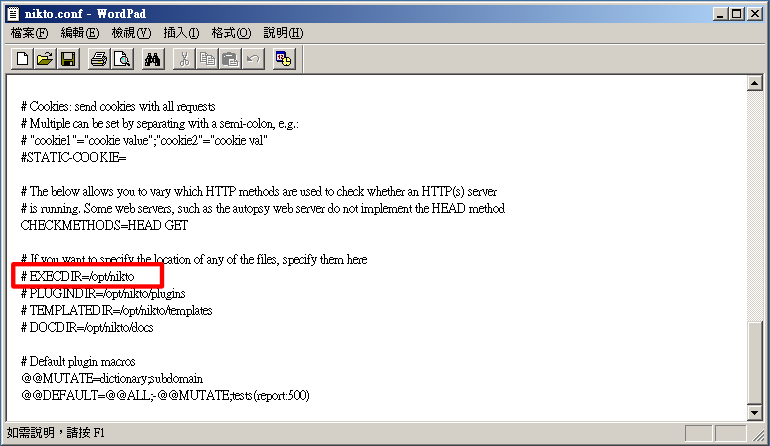 nikto.conf - WordPad
檔案(F) 編輯(E) 檢視(V) 插入(I) 格式(O) 說明(H)
# Cookies: send cookies with all requests
# Multiple can be set by separating with a semi-colon, e.g.:
# "cookie1"="cookie value";"cookie2"="cookie val"
#STATIC-COOKIE=
# The below allows you to vary which HTTP methods are used to check whether an HTTP(s) server
# is running. Some web servers, such as the autopsy web server do not implement the HEAD method
CHECKMETHODS=HEAD GET
# If you want to specify the location of any of the files, specify them here
# EXECDIR=/opt/nikto
# PLUGINDIR=/opt/nikto/plugins
# TEMPLATEDIR=/opt/nikto/templates
# DOCDIR=/opt/nikto/docs
# Default plugin macros
@@MUTATE=dictionary;subdomain
@@DEFAULT=@@ALL;-@@MUTATE;tests(report:500)
如需說明，請按 F1